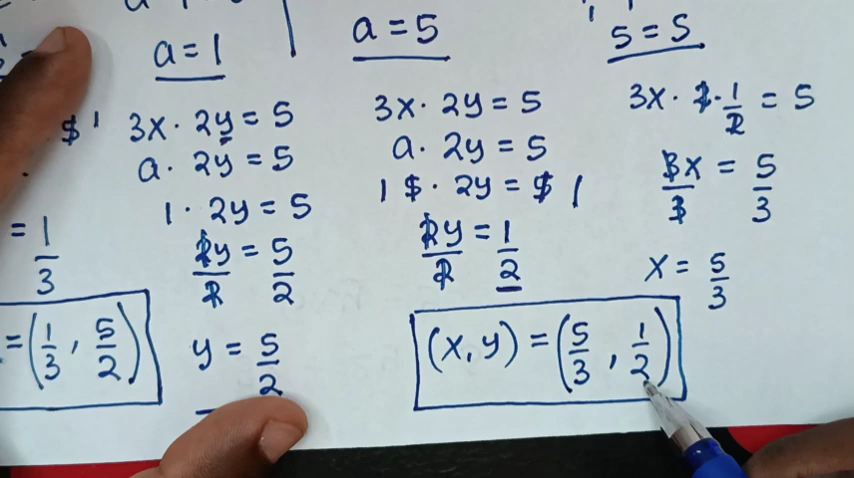 a = 1
3x · 2y = 5
a · 2y = 5
1 · 2y = 5
2y/2 = 5/2
y = 5/2
= 1/3
= (1/3, 5/2)
a = 5
3x · 2y = 5
a · 2y = 5
1 5 · 2y = 5 1
2y/2 = 1/2
(x, y) = (5/3, 1/2)
5 = 5
3x · 2 · 1/2 = 5
3x/3 = 5/3
x = 5/3